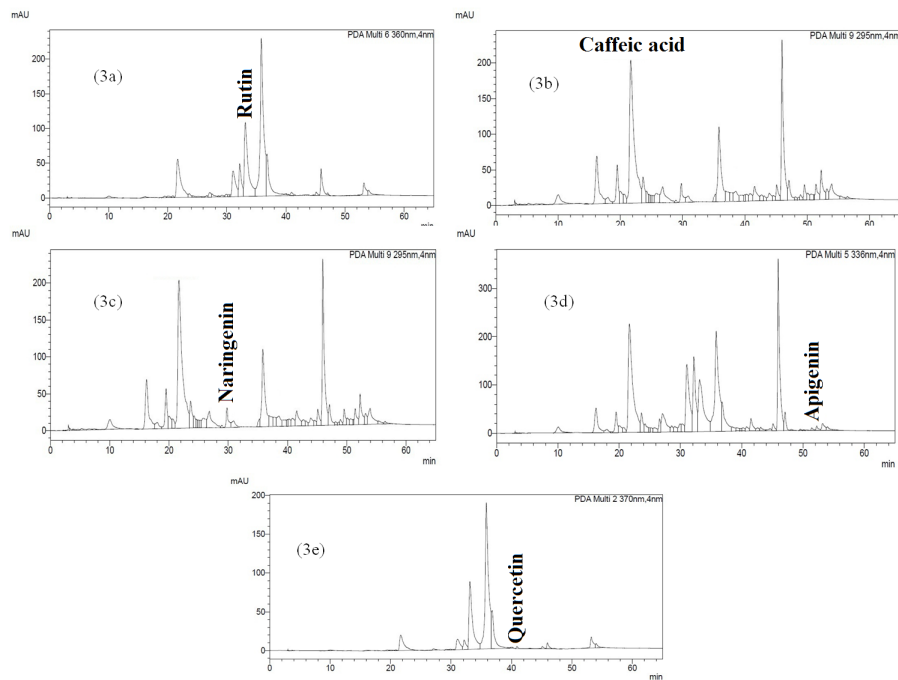 mAU
PDA Multi 6 360nm,4nm
(3a)
Rutin
200
150
100
50
0
0 10 20 30 40 50 60
min
mAU
PDA Multi 9 295nm,4nm
Caffeic acid
(3b)
200
150
100
50
0
0 10 20 30 40 50 60
min
mAU
PDA Multi 9 295nm,4nm
(3c)
Naringenin
200
150
100
50
0
0 10 20 30 40 50 60
min
mAU
PDA Multi 5 336nm,4nm
(3d)
Apigenin
300
200
100
0
0 10 20 30 40 50 60
min
mAU
PDA Multi 2 370nm,4nm
(3e)
Quercetin
200
150
100
50
0
0 10 20 30 40 50 60
min